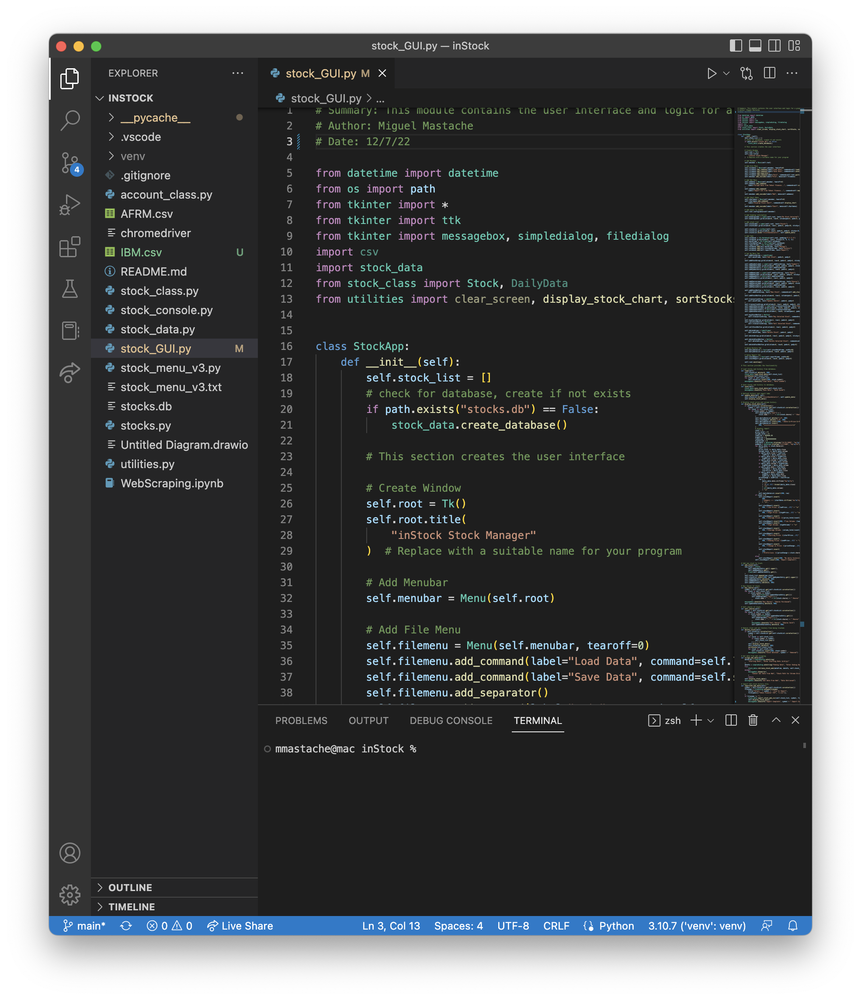 stock_GUI.py — inStock
EXPLORER
stock_GUI.py M
INSTOCK
stock_GUI.py > ...
__pycache__
.vscode
venv
.gitignore
account_class.py
AFRM.csv
chromedriver
IBM.csv U
README.md
stock_class.py
stock_console.py
stock_data.py
stock_GUI.py M
stock_menu_v3.py
stock_menu_v3.txt
stocks.db
stocks.py
Untitled Diagram.drawio
utilities.py
WebScraping.ipynb
OUTLINE
TIMELINE
4
1 # Summary: This module contains the user interface and logic for a
2 # Author: Miguel Mastache
3 # Date: 12/7/22
4
5 from datetime import datetime
6 from os import path
7 from tkinter import *
8 from tkinter import ttk
9 from tkinter import messagebox, simpledialog, filedialog
10 import csv
11 import stock_data
12 from stock_class import Stock, DailyData
13 from utilities import clear_screen, display_stock_chart, sortStocks
14
15
16 class StockApp:
17 def __init__(self):
18 self.stock_list = []
19 # check for database, create if not exists
20 if path.exists("stocks.db") == False:
21 stock_data.create_database()
22
23 # This section creates the user interface
24
25 # Create Window
26 self.root = Tk()
27 self.root.title(
28 "inStock Stock Manager"
29 ) # Replace with a suitable name for your program
30
31 # Add Menubar
32 self.menubar = Menu(self.root)
33
34 # Add File Menu
35 self.filemenu = Menu(self.menubar, tearoff=0)
36 self.filemenu.add_command(label="Load Data", command=self.
37 self.filemenu.add_command(label="Save Data", command=self.
38 self.filemenu.add_separator()
PROBLEMS OUTPUT DEBUG CONSOLE TERMINAL zsh
mmastache@mac inStock %
main* 0 0 Live Share Ln 3, Col 13 Spaces: 4 UTF-8 CRLF Python 3.10.7 ('venv': venv)